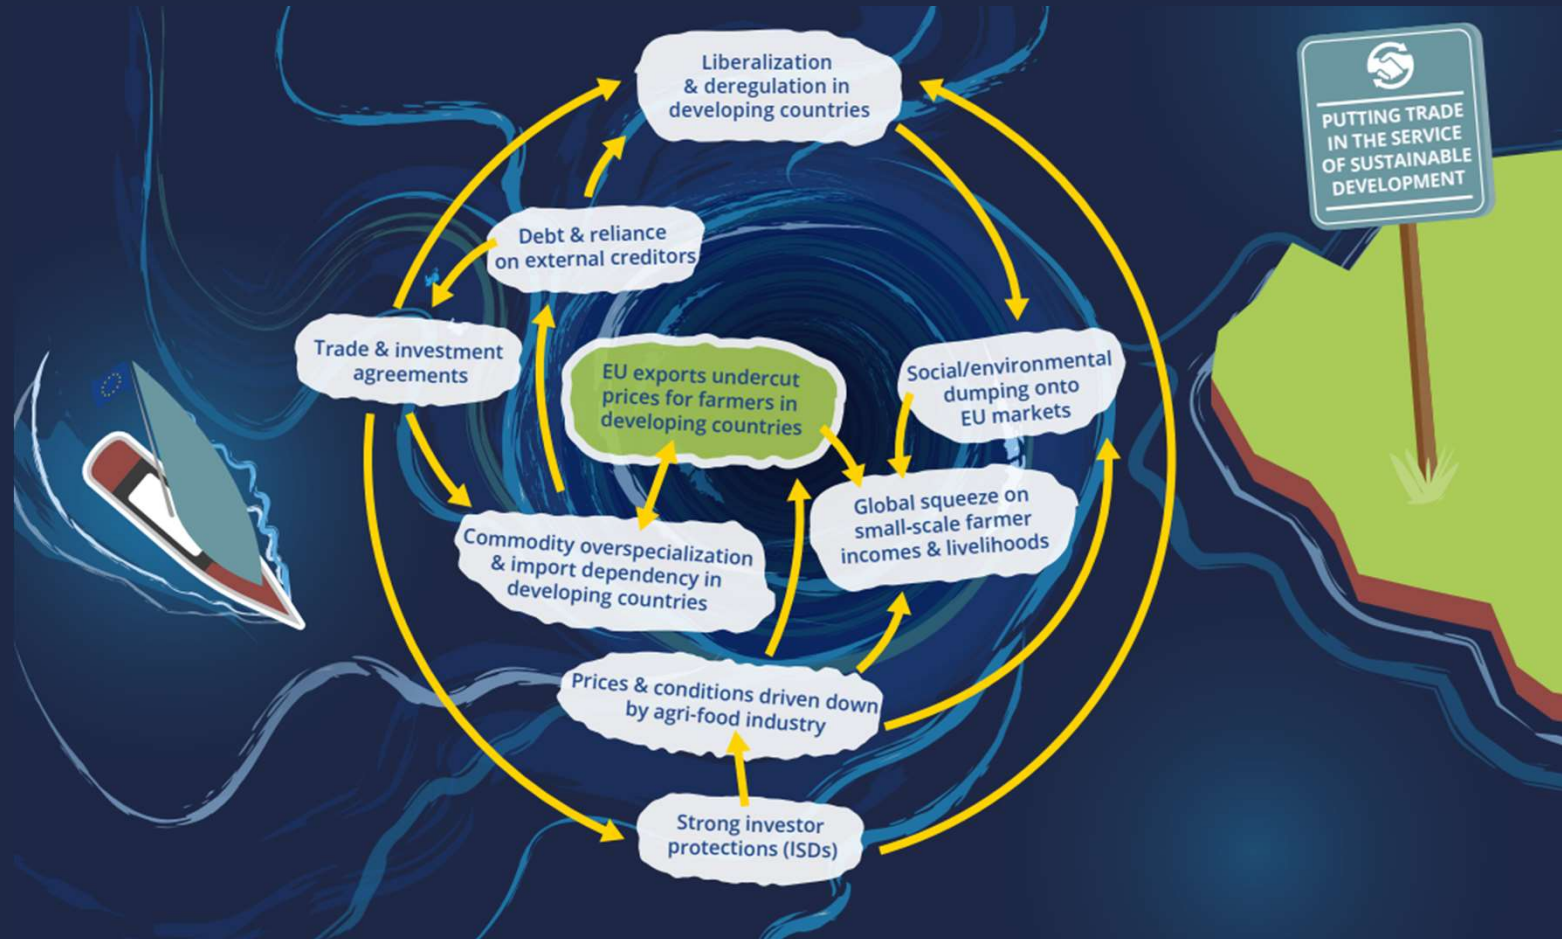 Liberalization
& deregulation in
developing countries
PUTTING TRADE
IN THE SERVICE
OF SUSTAINABLE
DEVELOPMENT
Debt & reliance
on external creditors
Trade & investment
agreements
EU exports undercut
prices for farmers in
developing countries
Social/environmental
dumping onto
EU markets
Global squeeze on
small-scale farmer
incomes & livelihoods
Commodity overspecialization
& import dependency in
developing countries
Prices & conditions driven down
by agri-food industry
Strong investor
protections (ISDs)